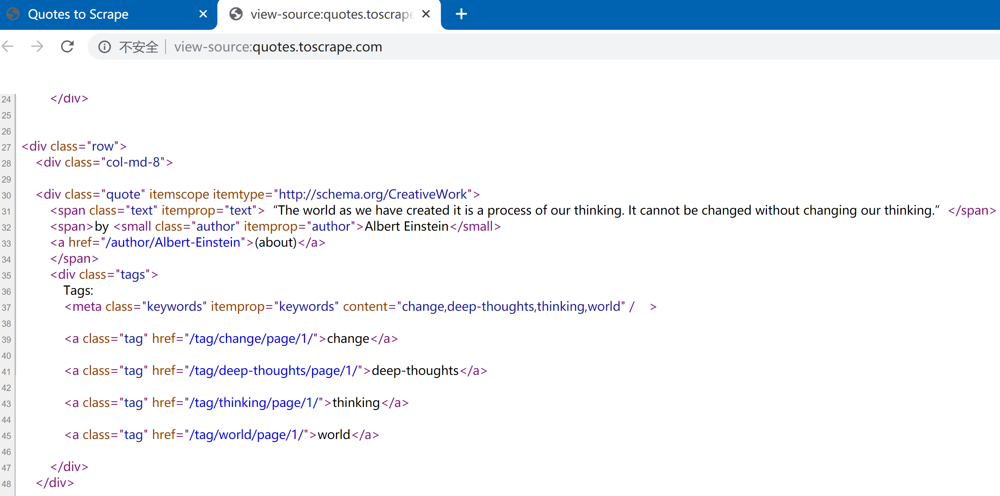 Quotes to Scrape
view-source:quotes.toscrape
不安全 view-source:quotes.toscrape.com
24 </div>
25
26
27 <div class="row">
28 <div class="col-md-8">
29
30 <div class="quote" itemscope itemtype="http://schema.org/CreativeWork">
31 <span class="text" itemprop="text"> “The world as we have created it is a process of our thinking. It cannot be changed without changing our thinking.” </span>
32 <span>by <small class="author" itemprop="author">Albert Einstein</small>
33 <a href="/author/Albert-Einstein">(about)</a>
34 </span>
35 <div class="tags">
36 Tags:
37 <meta class="keywords" itemprop="keywords" content="change,deep-thoughts,thinking,world" / >
38
39 <a class="tag" href="/tag/change/page/1/">change</a>
40
41 <a class="tag" href="/tag/deep-thoughts/page/1/">deep-thoughts</a>
42
43 <a class="tag" href="/tag/thinking/page/1/">thinking</a>
44
45 <a class="tag" href="/tag/world/page/1/">world</a>
46
47 </div>
48 </div>